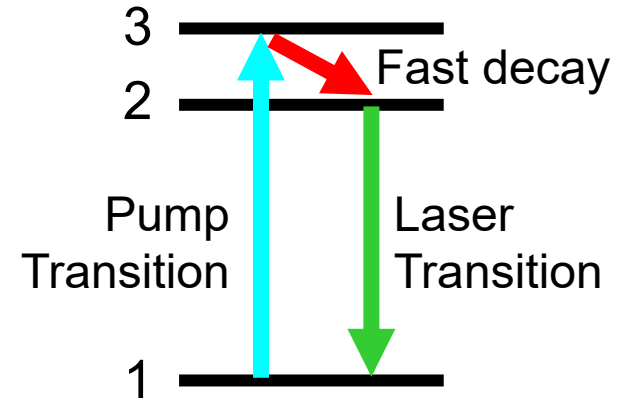 3
Fast decay
2
Pump
Transition
Laser
Transition
1